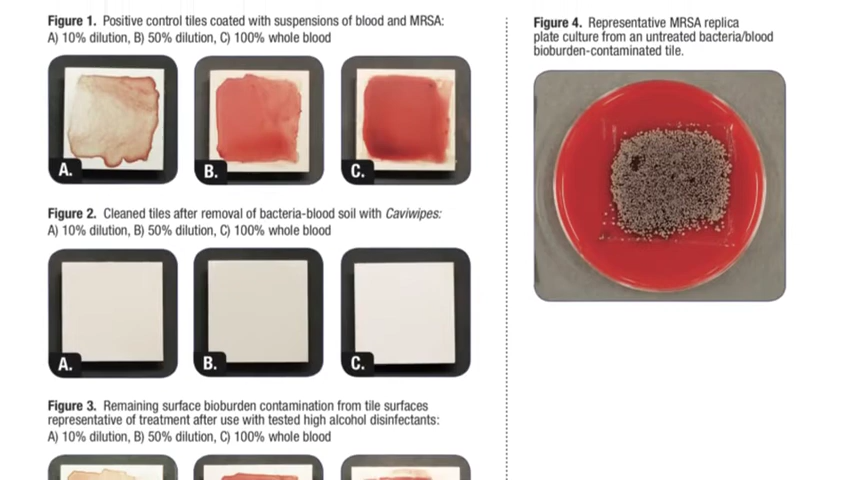 Figure 1. Positive control tiles coated with suspensions of blood and MRSA:
A) 10% dilution, B) 50% dilution, C) 100% whole blood
A.
B.
C.
Figure 2. Cleaned tiles after removal of bacteria-blood soil with Caviwipes:
A) 10% dilution, B) 50% dilution, C) 100% whole blood
A.
B.
C.
Figure 3. Remaining surface bioburden contamination from tile surfaces
representative of treatment after use with tested high alcohol disinfectants:
A) 10% dilution, B) 50% dilution, C) 100% whole blood
Figure 4. Representative MRSA replica
plate culture from an untreated bacteria/blood
bioburden-contaminated tile.